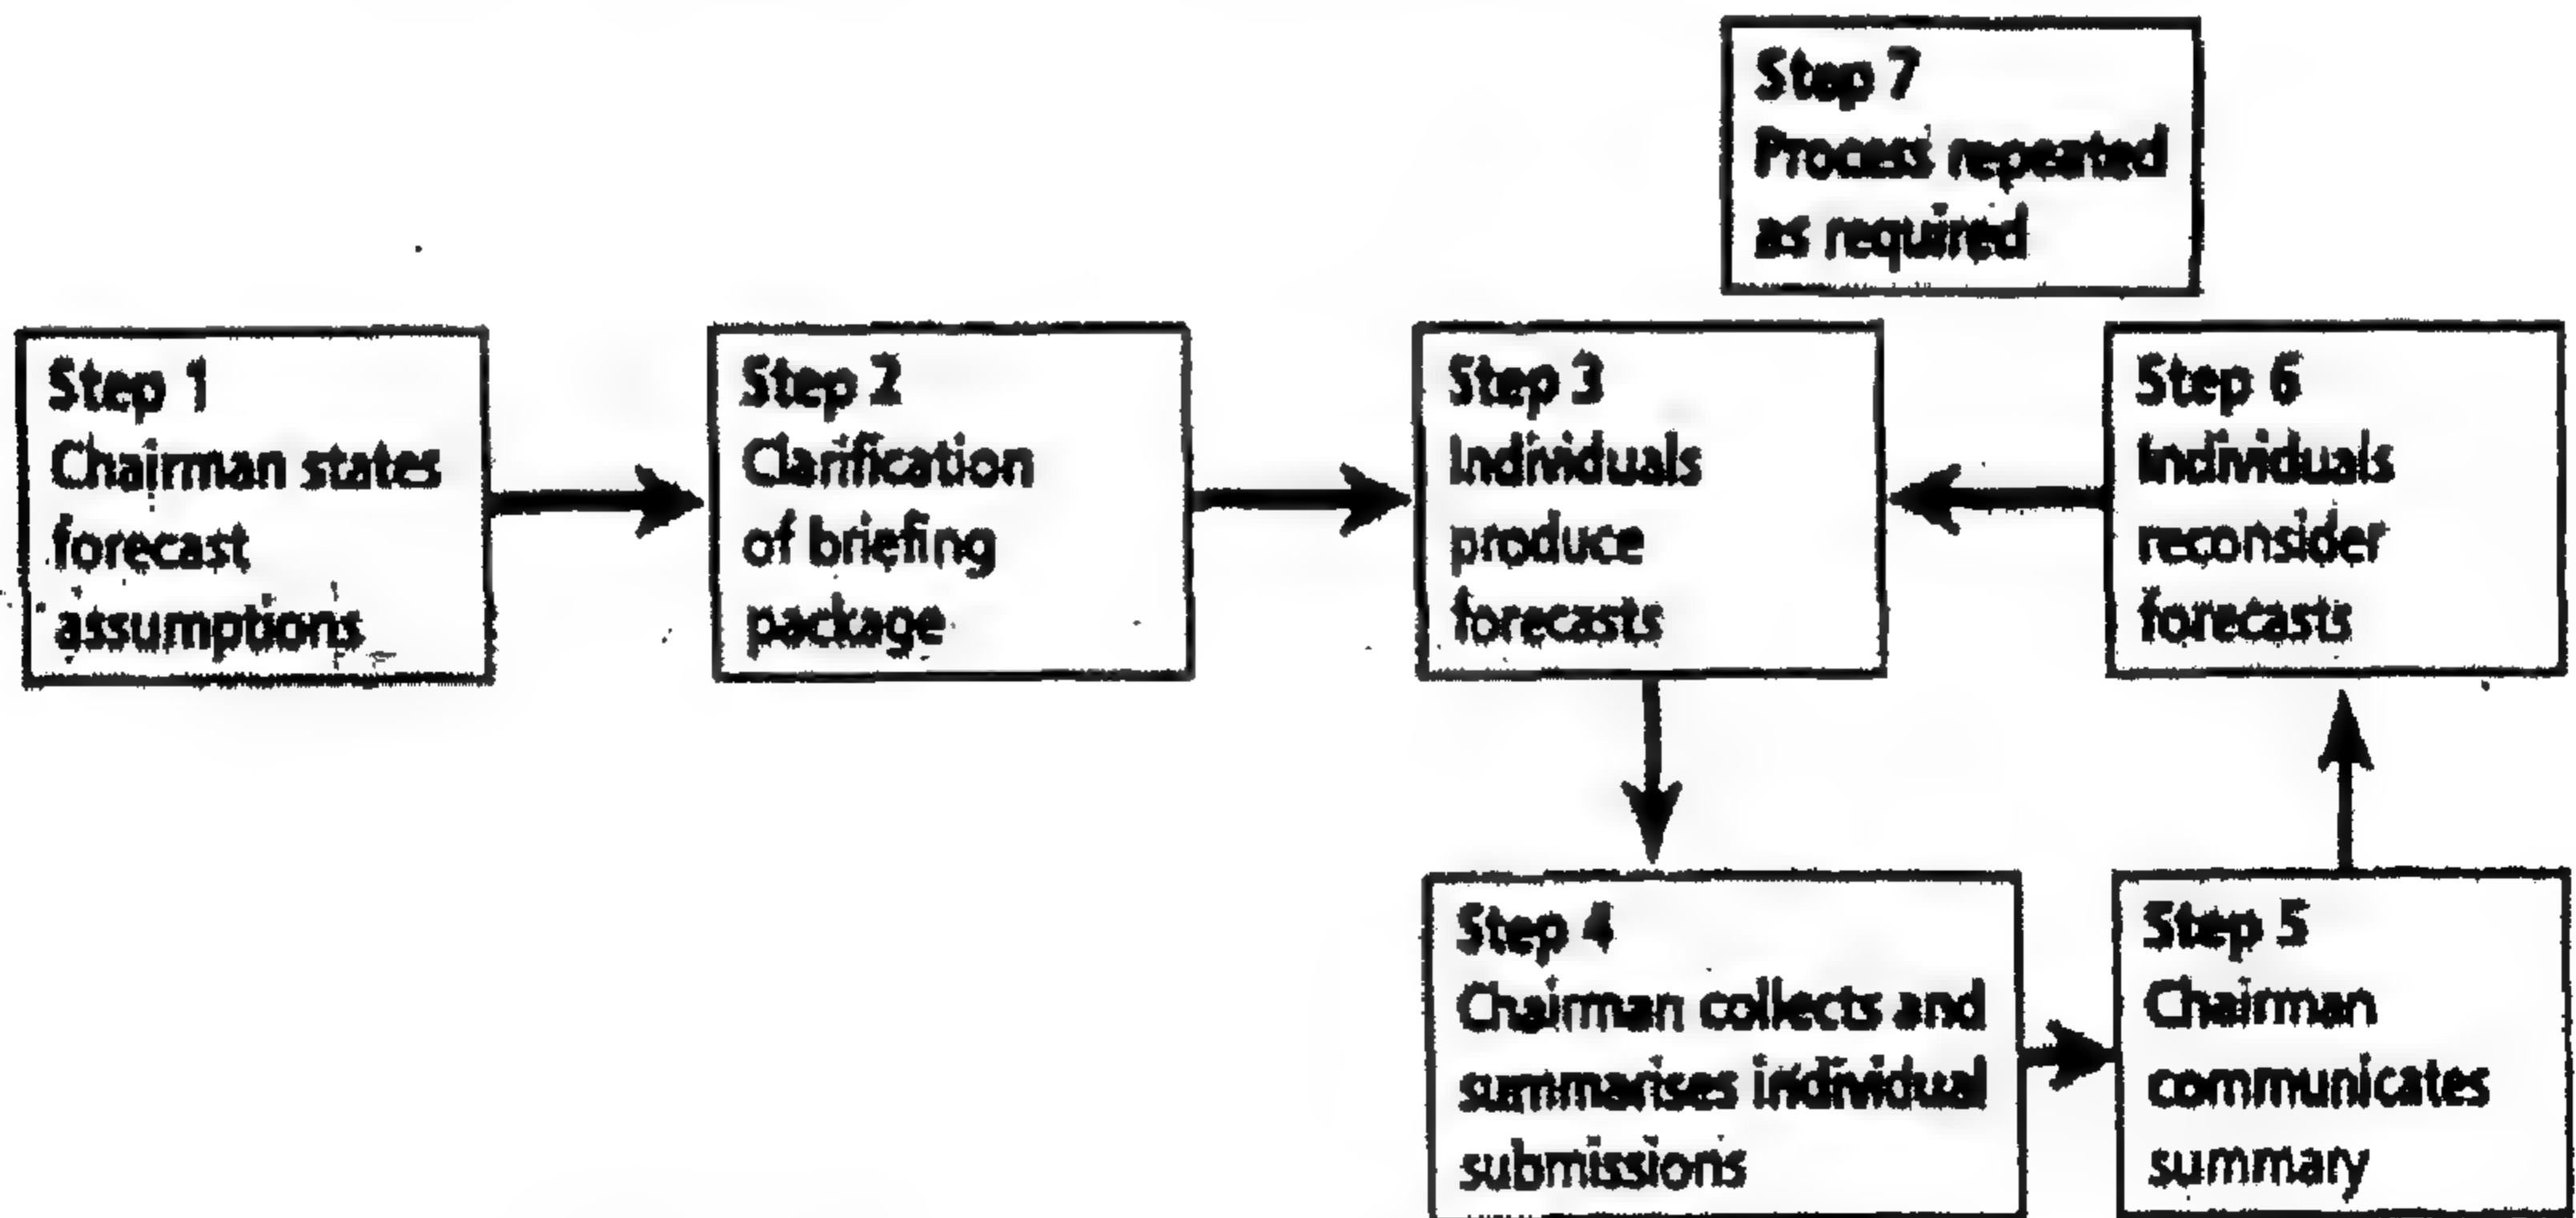 Step 7
Process repeated
as required
Step 1
Chairman states
forecast
assumptions
Step 2
Clarification
of briefing
package
Step 3
Individuals
produce
forecasts
Step 6
Individuals
reconsider
forecasts
Step 4
Chairman collects and
summarises individual
submissions
Step 5
Chairman
communicates
summary